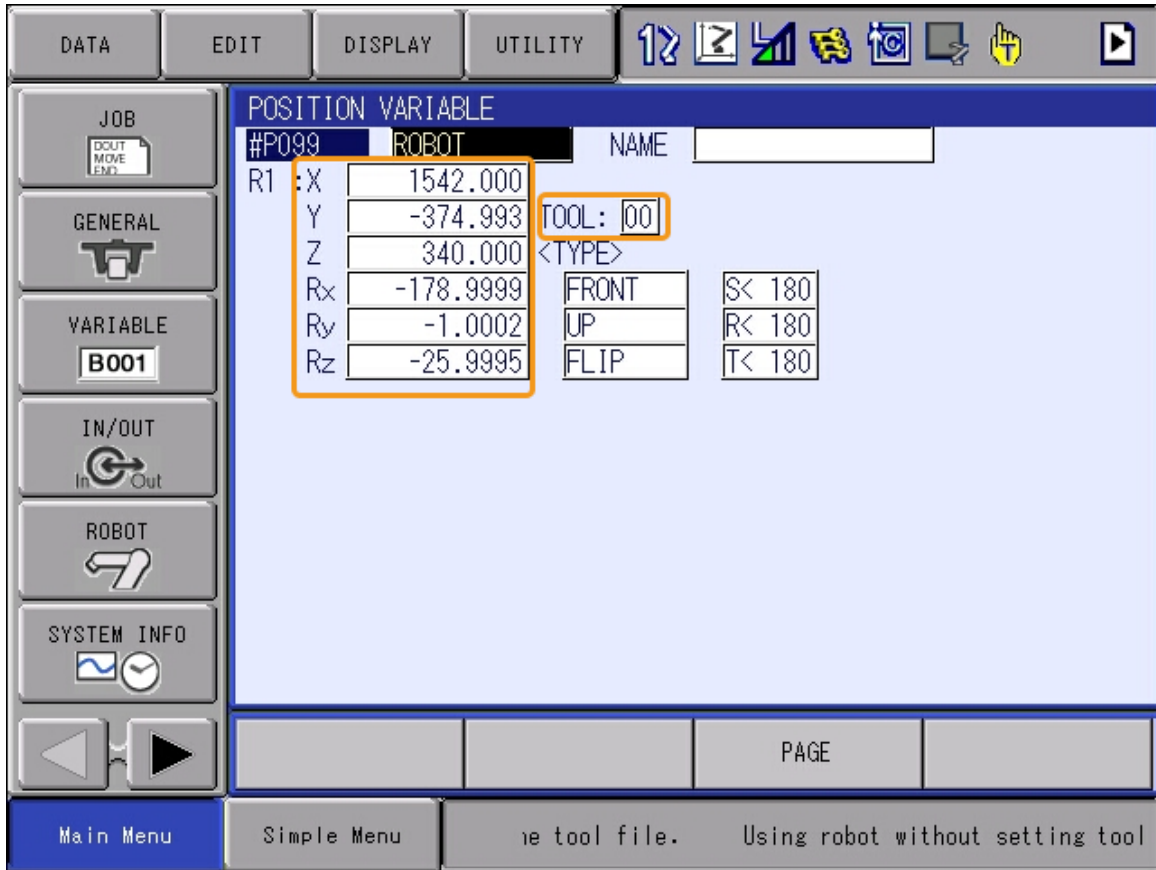 DATA EDIT DISPLAY UTILITY
JOB
DOUT
MOVE
END
GENERAL
VARIABLE
B001
IN/OUT
In Out
ROBOT
SYSTEM INFO
POSITION VARIABLE
#P099 ROBOT NAME
R1 :X 1542.000
Y -374.993 TOOL: 00
Z 340.000 <TYPE>
Rx -178.9999 FRONT S< 180
Ry -1.0002 UP R< 180
Rz -25.9995 FLIP T< 180
PAGE
Main Menu Simple Menu e tool file. Using robot without setting tool